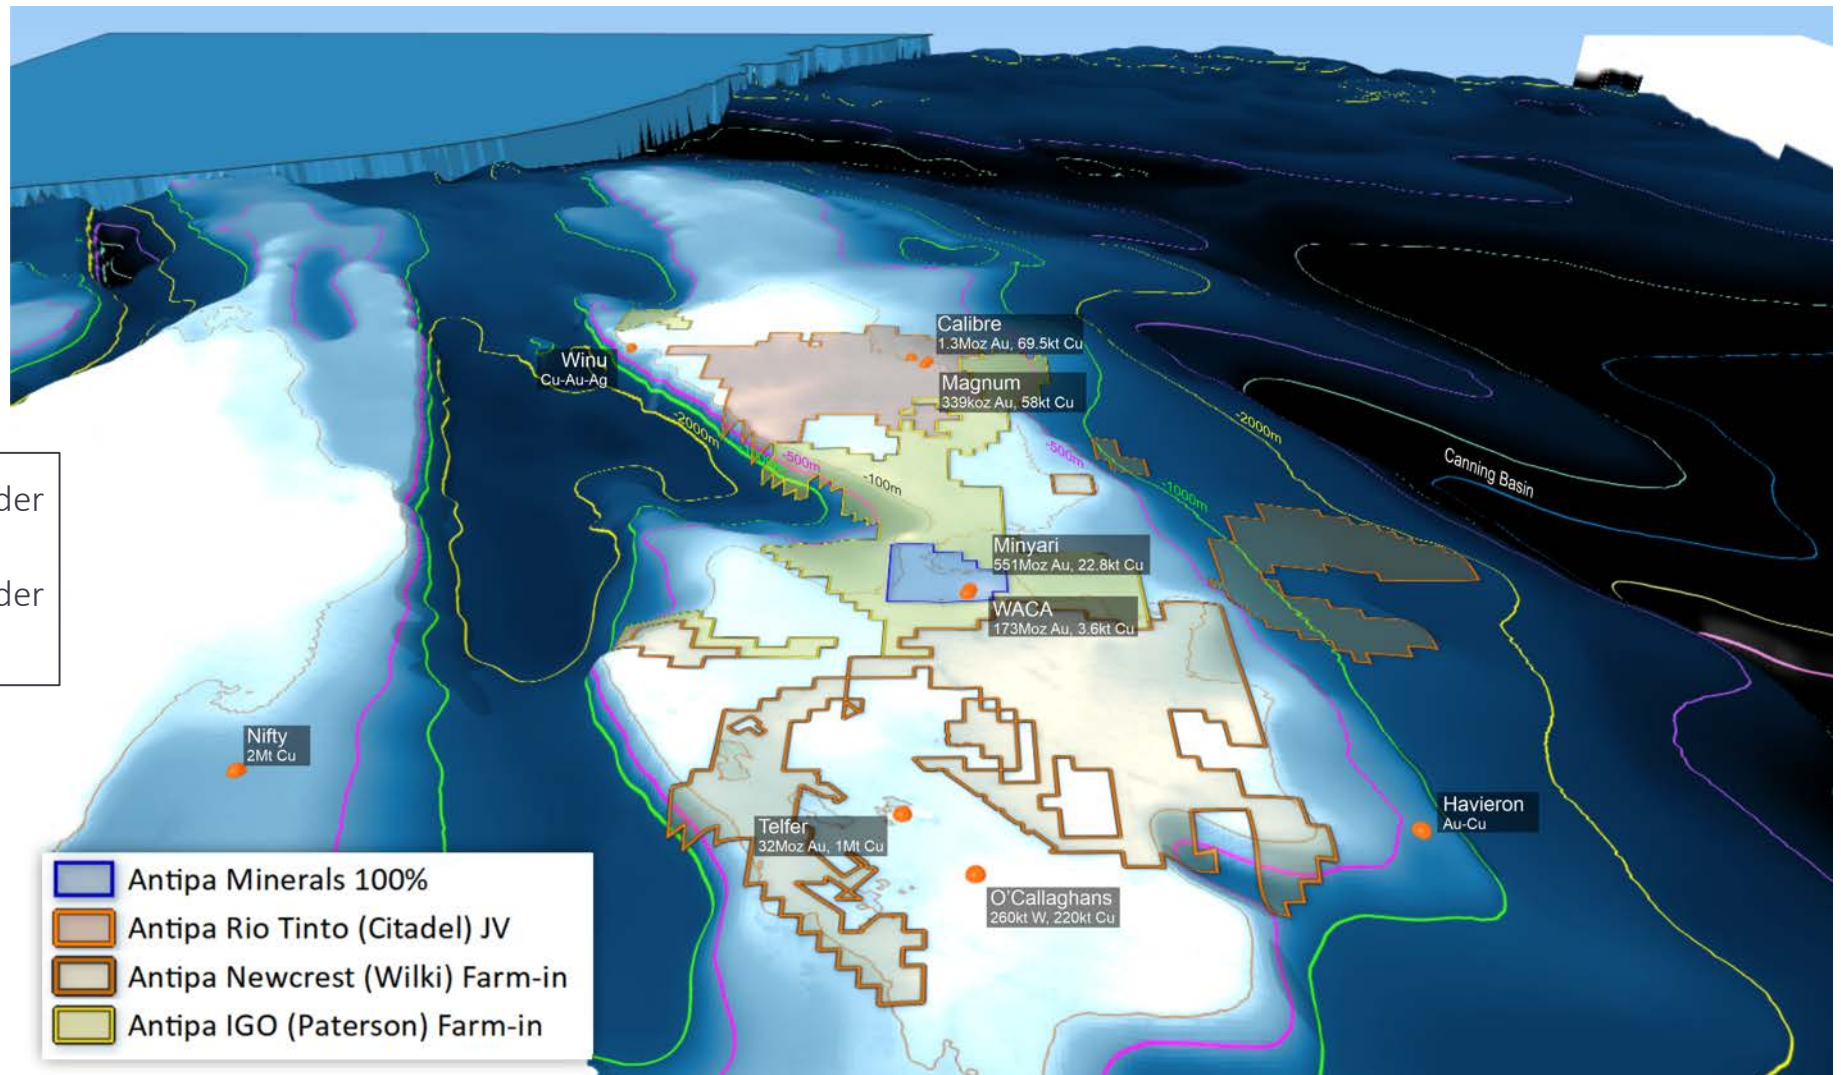 Calibre
1.3Moz Au, 69.5kt Cu
Winu
Cu-Au-Ag
Magnum
339koz Au, 58kt Cu
-2000m
-500m
-100m
-500m
-1000m
-2000m
Canning Basin
der
der
Minyari
551Moz Au, 22.8kt Cu
WACA
173Moz Au, 3.6kt Cu
Nifty
2Mt Cu
Telfer
32Moz Au, 1Mt Cu
Havieron
Au-Cu
O'Callaghans
260kt W, 220kt Cu
Antipa Minerals 100%
Antipa Rio Tinto (Citadel) JV
Antipa Newcrest (Wilki) Farm-in
Antipa IGO (Paterson) Farm-in